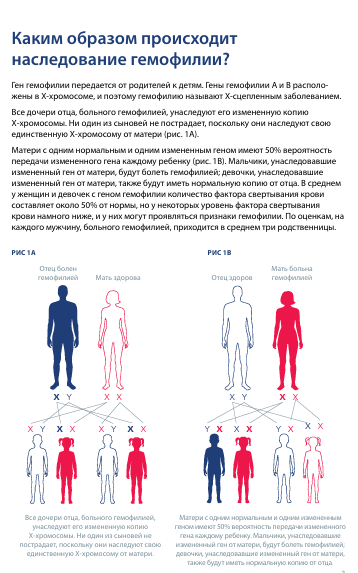 Каким образом происходит
наследование гемофилии?
Ген гемофилии передается от родителей к детям. Гены гемофилии А и В располо-
жены в Х-хромосоме, и поэтому гемофилию называют Х-сцепленным заболеванием.
Все дочери отца, больного гемофилией, унаследуют его измененную копию
Х-хромосомы. Ни один из сыновей не пострадает, поскольку они наследуют свою
единственную Х-хромосому от матери (рис. 1А).
Матери с одним нормальным и одним измененным геном имеют 50% вероятность
передачи измененного гена каждому ребенку (рис. 1В). Мальчики, унаследовавшие
измененный ген от матери, будут болеть гемофилией; девочки, унаследовавшие
измененный ген от матери, также будут иметь нормальную копию от отца. В среднем
у женщин и девочек с геном гемофилии количество фактора свертывания крови
составляет около 50% от нормы, но у некоторых уровень фактора свертывания
крови намного ниже, и у них могут проявляться признаки гемофилии. По оценкам, на
каждого мужчину, больного гемофилией, приходится в среднем три родственницы.
РИС 1А РИС 1В
Отец болен
гемофилией
Мать здорова
Отец здоров
Мать больна
гемофилией
X Y X X
X Y X X
X Y X X X Y X X
Y X X X Y X X X
Все дочери отца, больного гемофилией,
унаследуют его измененную копию
Х-хромосомы. Ни один из сыновей не
пострадает, поскольку они наследуют свою
единственную Х-хромосому от матери.
Матери с одним нормальным и одним измененным
геном имеют 50% вероятность передачи измененного
гена каждому ребенку. Мальчики, унаследовавшие
измененный ген от матери, будут болеть гемофилией;
девочки, унаследовавшие измененный ген от матери,
также будут иметь нормальную копию от отца